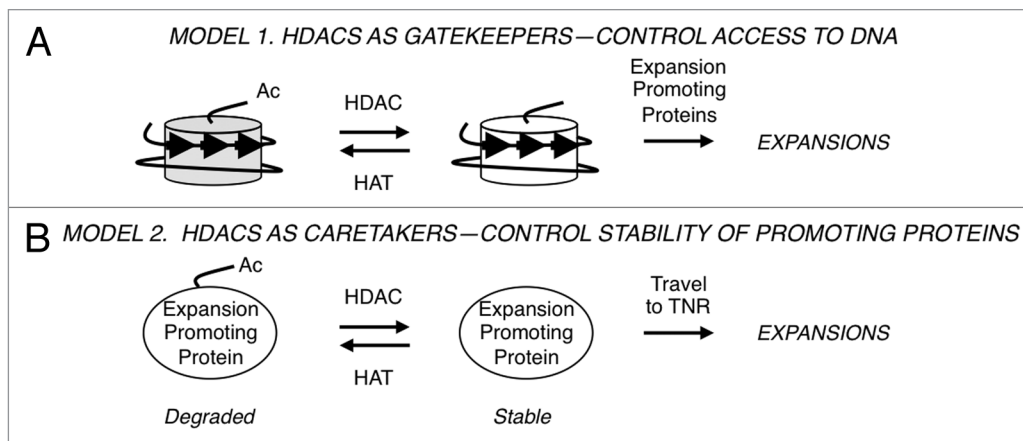 A
MODEL 1. HDACS AS GATEKEEPERS—CONTROL ACCESS TO DNA
Ac
HDAC
HAT
Expansion
Promoting
Proteins
EXPANSIONS
B
MODEL 2. HDACS AS CARETAKERS—CONTROL STABILITY OF PROMOTING PROTEINS
Ac
Expansion
Promoting
Protein
Degraded
HDAC
HAT
Expansion
Promoting
Protein
Stable
Travel
to TNR
EXPANSIONS